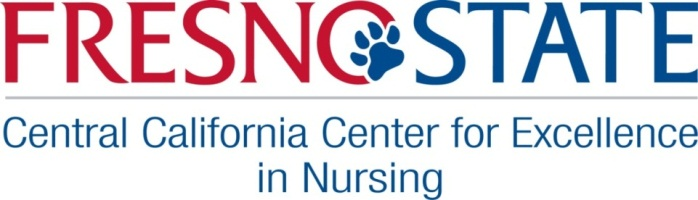 FRESNO STATE
Central California Center for Excellence
in Nursing